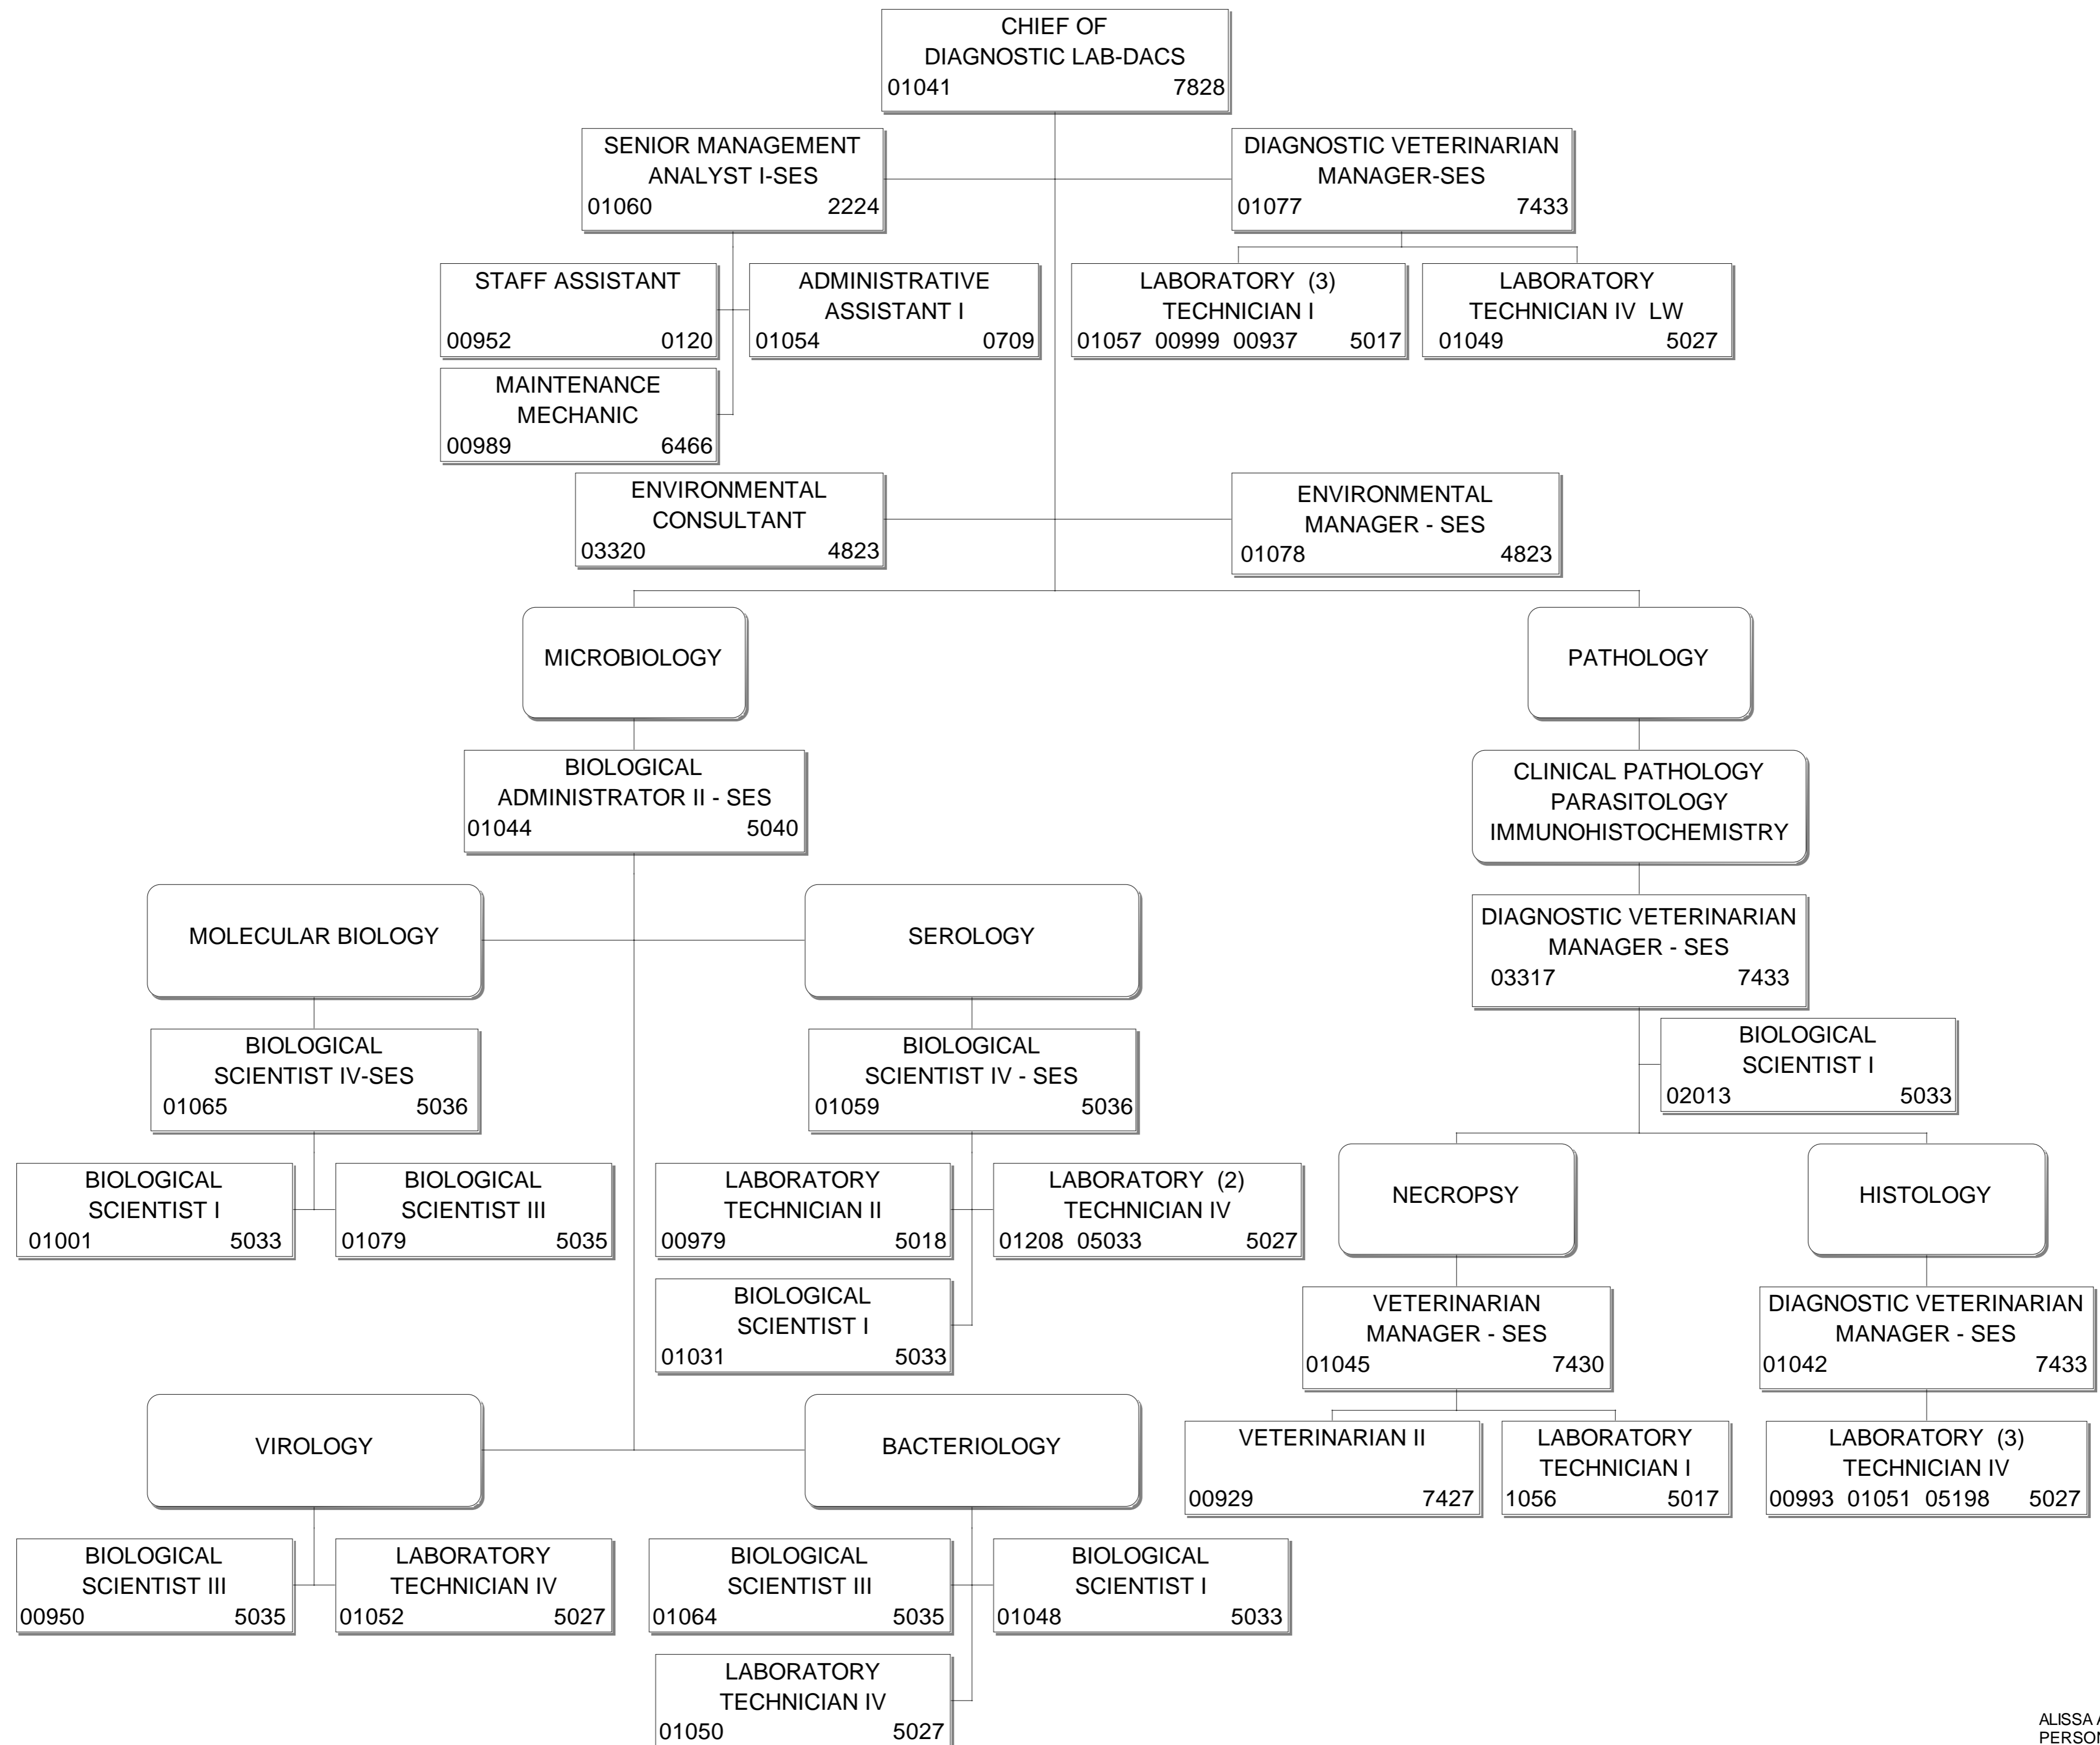 CHIEF OF
DIAGNOSTIC LAB-DACS
01041 7828
SENIOR MANAGEMENT
ANALYST I-SES
01060 2224
DIAGNOSTIC VETERINARIAN
MANAGER-SES
01077 7433
STAFF ASSISTANT
00952 0120
ADMINISTRATIVE
ASSISTANT I
01054 0709
LABORATORY (3)
TECHNICIAN I
01057 00999 00937 5017
LABORATORY
TECHNICIAN IV LW
01049 5027
MAINTENANCE
MECHANIC
00989 6466
ENVIRONMENTAL
CONSULTANT
03320 4823
ENVIRONMENTAL
MANAGER - SES
01078 4823
MICROBIOLOGY
PATHOLOGY
BIOLOGICAL
ADMINISTRATOR II - SES
01044 5040
CLINICAL PATHOLOGY
PARASITOLOGY
IMMUNOHISTOCHEMISTRY
MOLECULAR BIOLOGY
SEROLOGY
DIAGNOSTIC VETERINARIAN
MANAGER - SES
03317 7433
BIOLOGICAL
SCIENTIST IV-SES
01065 5036
BIOLOGICAL
SCIENTIST IV - SES
01059 5036
BIOLOGICAL
SCIENTIST I
02013 5033
BIOLOGICAL
SCIENTIST I
01001 5033
BIOLOGICAL
SCIENTIST III
01079 5035
LABORATORY
TECHNICIAN II
00979 5018
LABORATORY (2)
TECHNICIAN IV
01208 05033 5027
NECROPSY
HISTOLOGY
BIOLOGICAL
SCIENTIST I
01031 5033
VETERINARIAN
MANAGER - SES
01045 7430
DIAGNOSTIC VETERINARIAN
MANAGER - SES
01042 7433
VIROLOGY
BACTERIOLOGY
VETERINARIAN II
00929 7427
LABORATORY
TECHNICIAN I
1056 5017
LABORATORY (3)
TECHNICIAN IV
00993 01051 05198 5027
BIOLOGICAL
SCIENTIST III
00950 5035
LABORATORY
TECHNICIAN IV
01052 5027
BIOLOGICAL
SCIENTIST III
01064 5035
BIOLOGICAL
SCIENTIST I
01048 5033
LABORATORY
TECHNICIAN IV
01050 5027
ALISSA